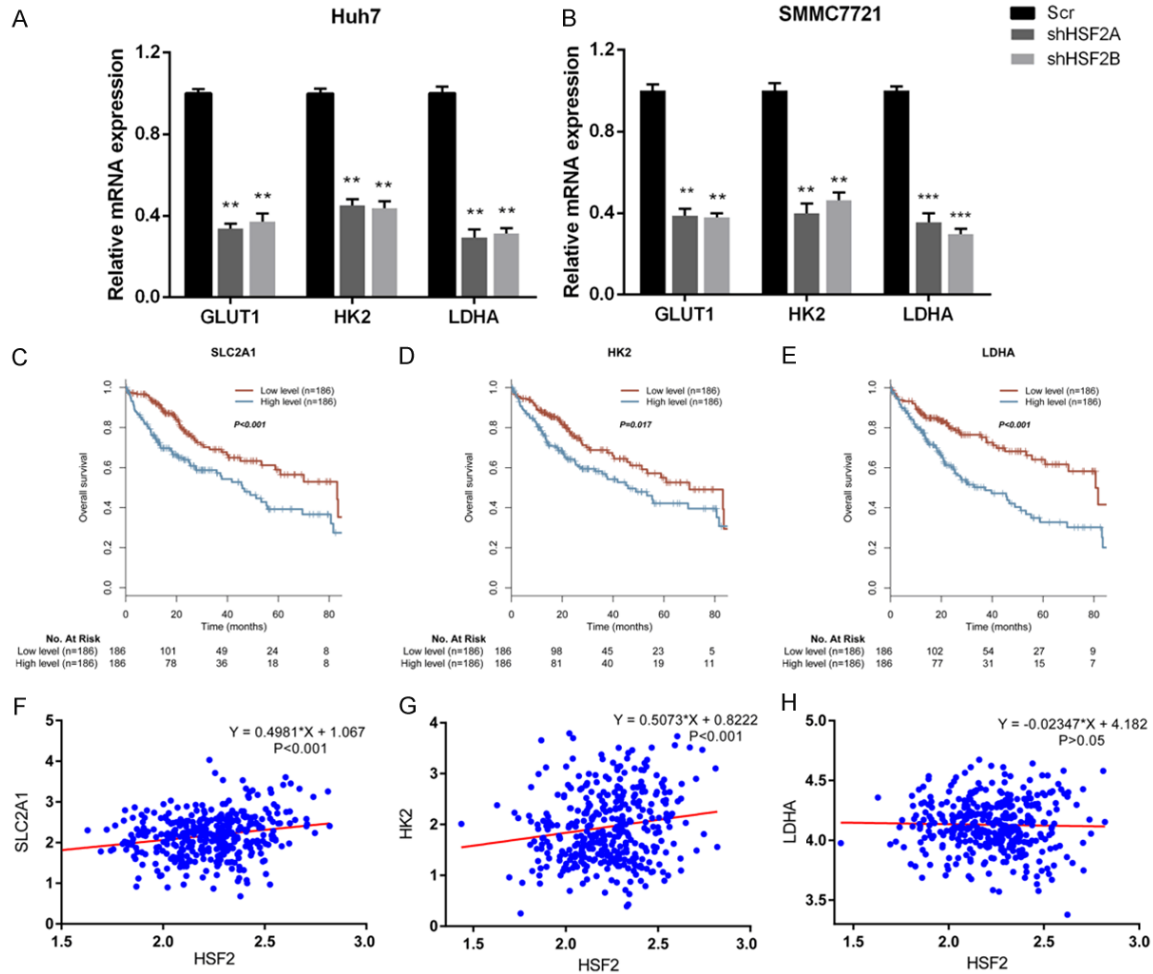 A
Huh7
B
SMMC7721
Scr
shHSF2A
shHSF2B
Relative mRNA expression
1.2
0.8
0.4
0.0
** ** ** ** ** **
GLUT1 HK2 LDHA
Relative mRNA expression
1.2
0.8
0.4
0.0
** ** ** ** *** ***
GLUT1 HK2 LDHA
C
SLC2A1
Low level (n=186)
High level (n=186)
P<0.001
Overall survival
1.0
0.8
0.6
0.4
0.2
0.0
0 20 40 60 80
Time (months)
No. At Risk
Low level (n=186) 186 101 49 24 8
High level (n=186) 186 78 36 18 8
D
HK2
Low level (n=186)
High level (n=186)
P=0.017
Overall survival
1.0
0.8
0.6
0.4
0.2
0.0
0 20 40 60 80
Time (months)
No. At Risk
Low level (n=186) 186 98 45 23 5
High level (n=186) 186 81 40 19 11
E
LDHA
Low level (n=186)
High level (n=186)
P<0.001
Overall survival
1.0
0.8
0.6
0.4
0.2
0.0
0 20 40 60 80
Time (months)
No. At Risk
Low level (n=186) 186 102 54 27 9
High level (n=186) 186 77 31 15 7
F
Y = 0.4981*X + 1.067
P<0.001
SLC2A1
5
4
3
2
1
0
1.5 2.0 2.5 3.0
HSF2
G
Y = 0.5073*X + 0.8222
P<0.001
HK2
4
3
2
1
0
1.5 2.0 2.5 3.0
HSF2
H
Y = -0.02347*X + 4.182
P>0.05
LDHA
5.0
4.5
4.0
3.5
1.5 2.0 2.5 3.0
HSF2